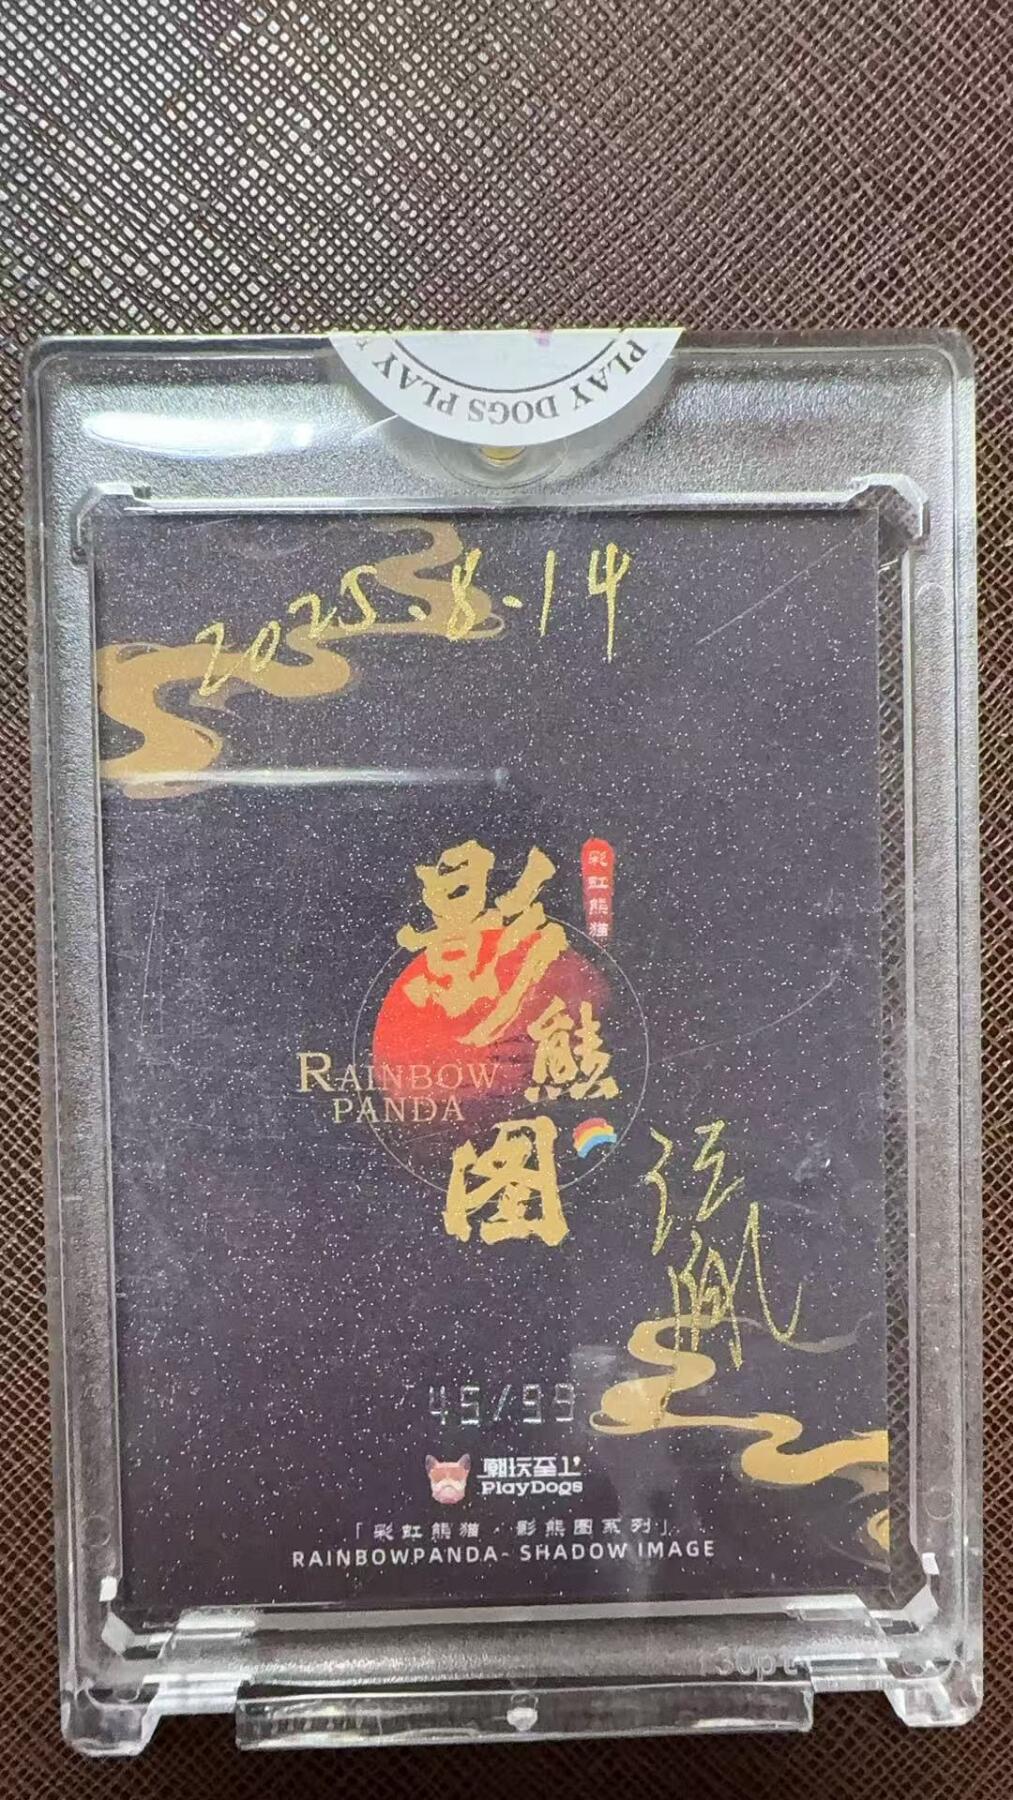 PLAY DOGS PLAY
2025.8.14
影
彩虹熊猫
熊
RAINBOW
PANDA
图
45/99
潮玩至上
PlayDogs
「彩虹熊猫·影熊图系列」
RAINBOWPANDA- SHADOW IMAGE
130pt